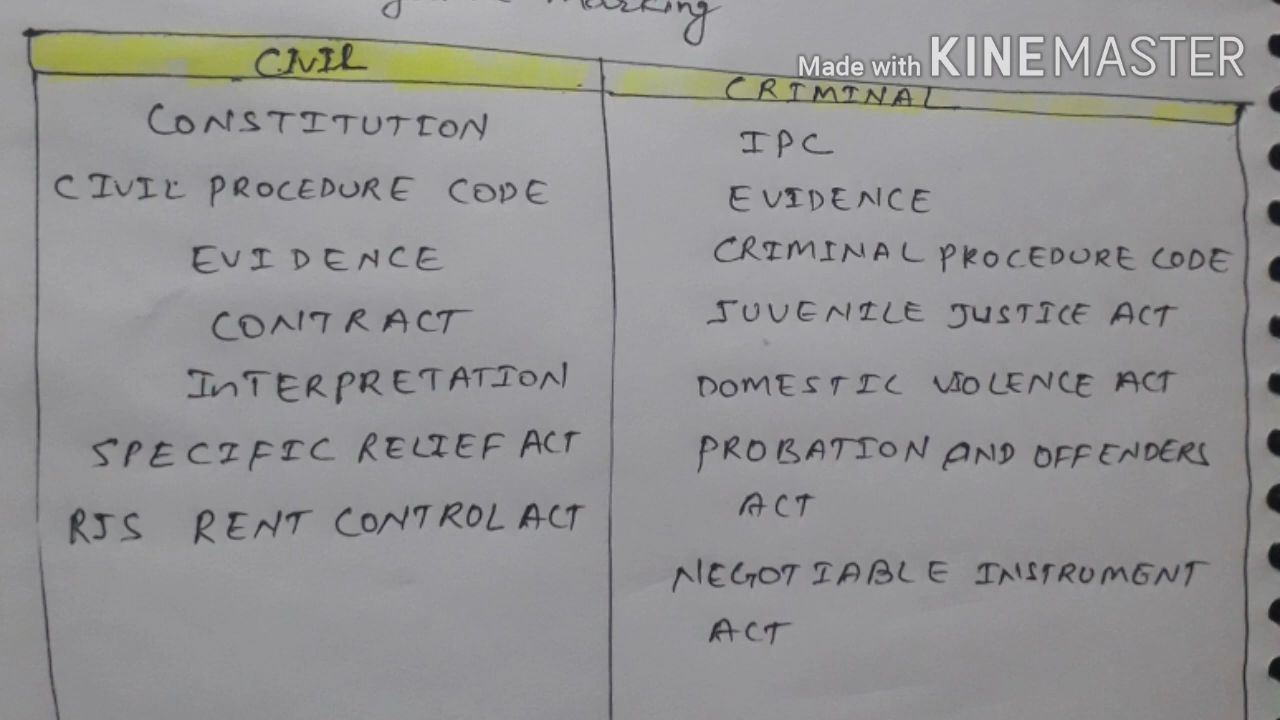 Marking
CIVIL
CONSTITUTION
CIVIL PROCEDURE CODE
EVIDENCE
CONTRACT
INTERPRETATION
SPECIFIC RELIEF ACT
RJS RENT CONTROL ACT
Made with KINEMASTER
CRIMINAL
IPC
EVIDENCE
CRIMINAL PROCEDURE CODE
JUVENILE JUSTICE ACT
DOMESTIC VIOLENCE ACT
PROBATION AND OFFENDERS
ACT
NEGOTIABLE INSTRUMENT
ACT